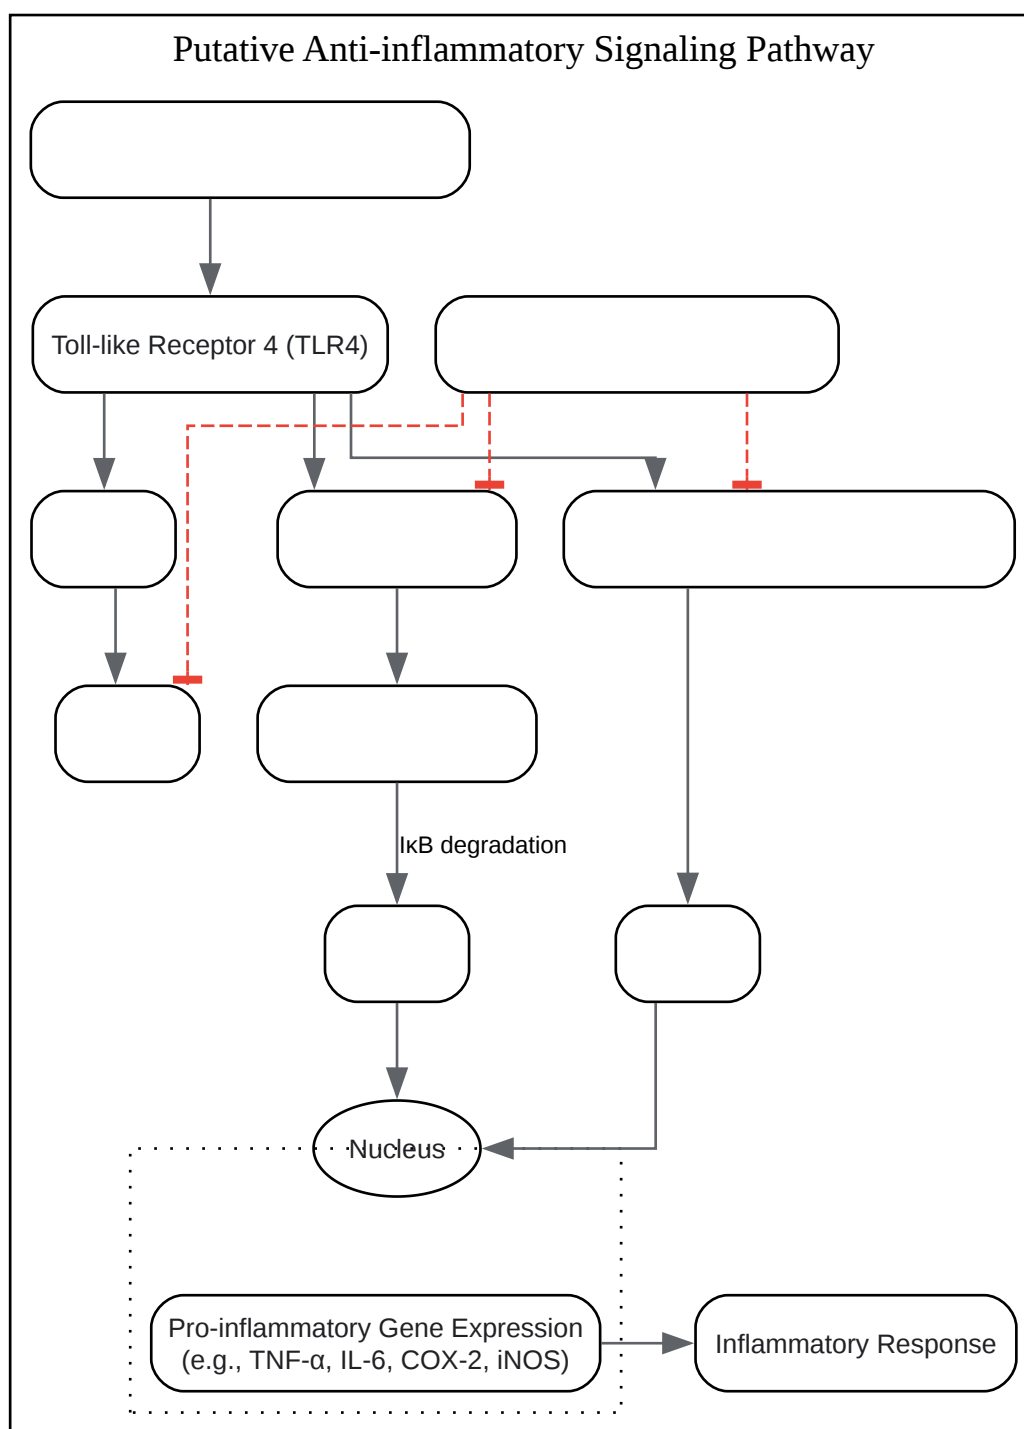 Putative Anti-inflammatory Signaling Pathway
Toll-like Receptor 4 (TLR4)
IκB degradation
Nucleus
Pro-inflammatory Gene Expression
(e.g., TNF-α, IL-6, COX-2, iNOS)
Inflammatory Response